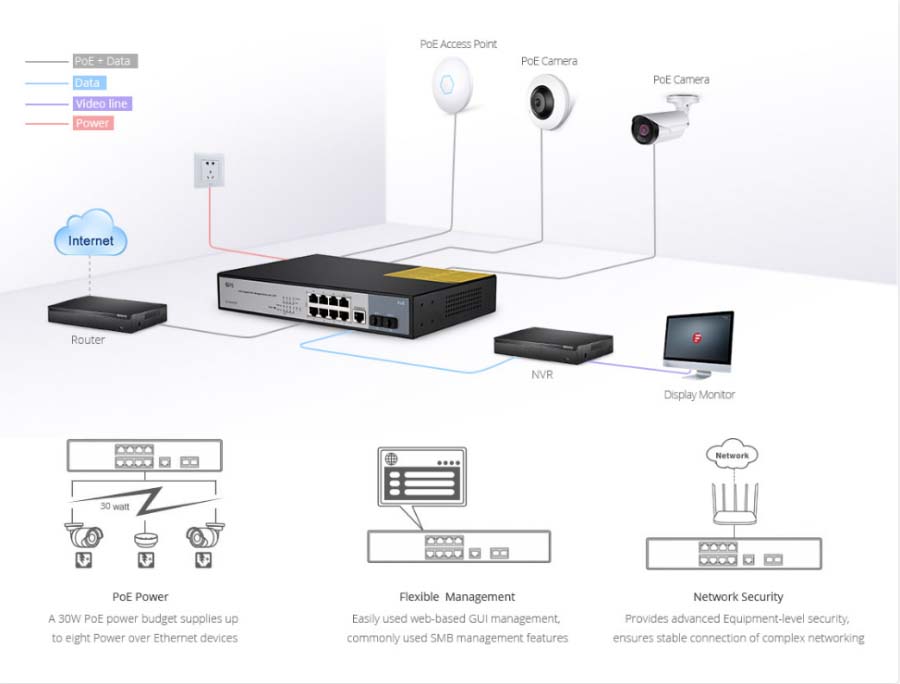 PoE Access Point
PoE Camera
PoE Camera
PoE + Data
Data
Video line
Power
Internet
Router
NVR
Display Monitor
30 watt
Network
PoE Power
A 30W PoE power budget supplies up
to eight Power over Ethernet devices
Flexible Management
Easily used web-based GUI management,
commonly used SMB management features
Network Security
Provides advanced Equipment-level security,
ensures stable connection of complex networking